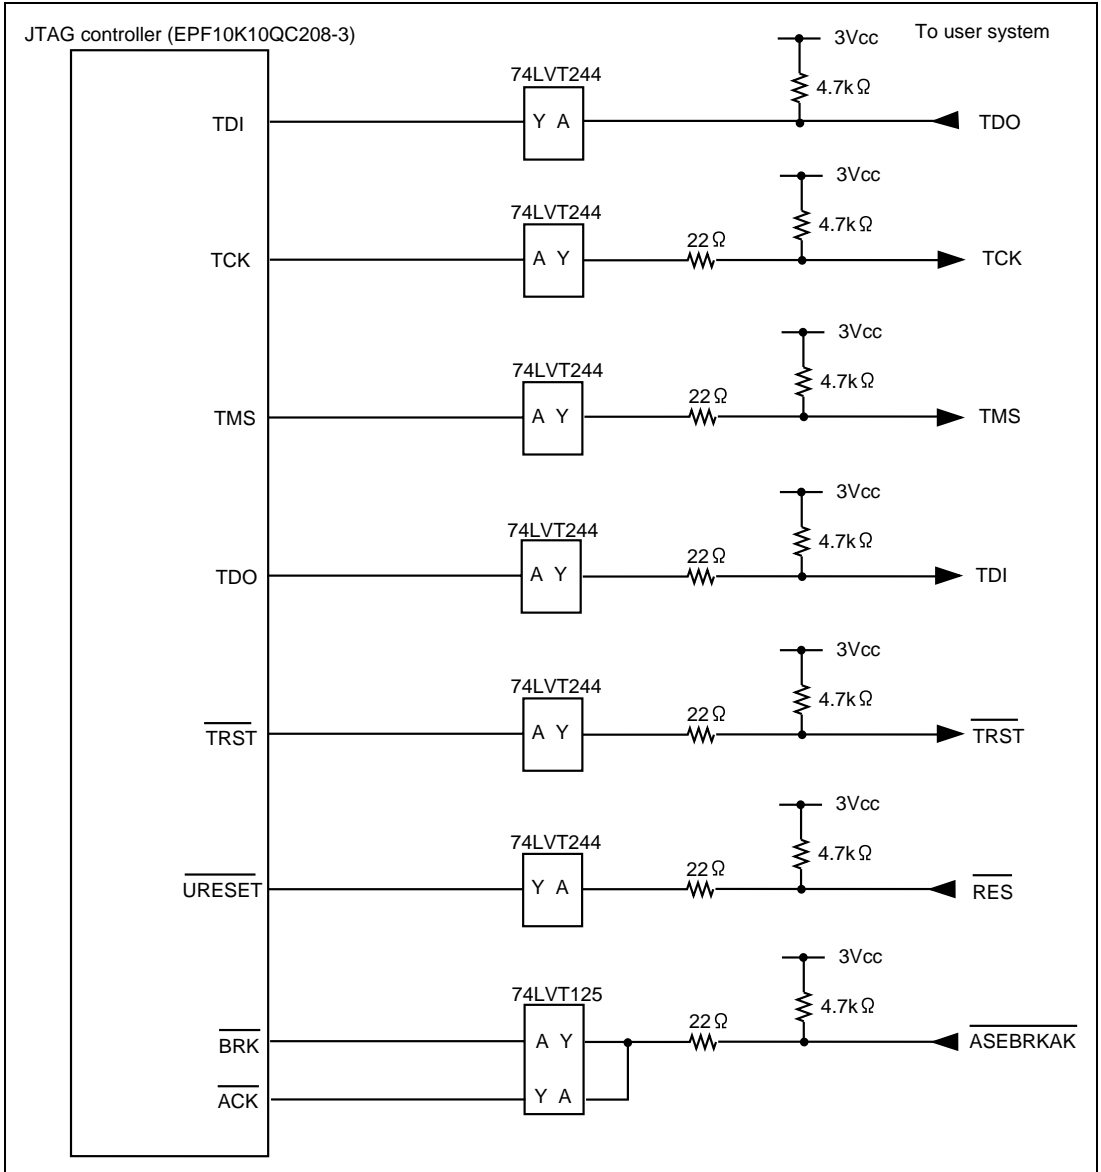 JTAG controller (EPF10K10QC208-3)
To user system
3Vcc
4.7kΩ
74LVT244
TDI
Y A
TDO
3Vcc
4.7kΩ
74LVT244
22Ω
TCK
A Y
TCK
3Vcc
4.7kΩ
74LVT244
22Ω
TMS
A Y
TMS
3Vcc
4.7kΩ
74LVT244
22Ω
TDO
A Y
TDI
3Vcc
4.7kΩ
74LVT244
22Ω
TRST
A Y
TRST
3Vcc
4.7kΩ
74LVT244
22Ω
URESET
Y A
RES
3Vcc
4.7kΩ
74LVT125
22Ω
BRK
A Y
ASEBRKAK
ACK
Y A